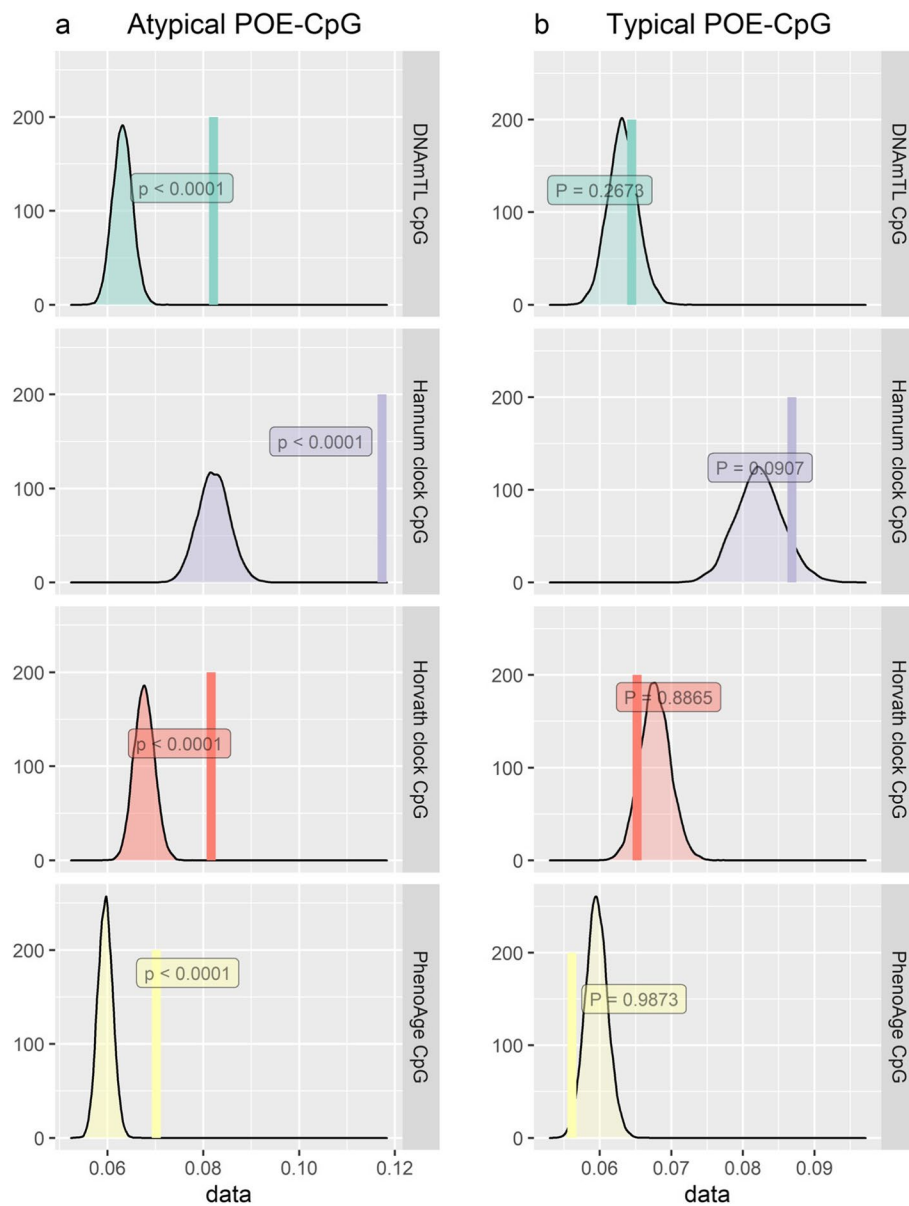 a Atypical POE-CpG
b Typical POE-CpG
200
100
0
p < 0.0001
P = 0.2673
DNAmTL CpG
200
100
0
DNAmTL CpG
200
100
0
p < 0.0001
Hannum clock CpG
200
100
0
P = 0.0907
Hannum clock CpG
200
100
0
p < 0.0001
Horvath clock CpG
200
100
0
P = 0.8865
Horvath clock CpG
200
100
0
p < 0.0001
PhenoAge CpG
200
100
0
P = 0.9873
PhenoAge CpG
0.06 0.08 0.10 0.12
0.06 0.07 0.08 0.09
data
data